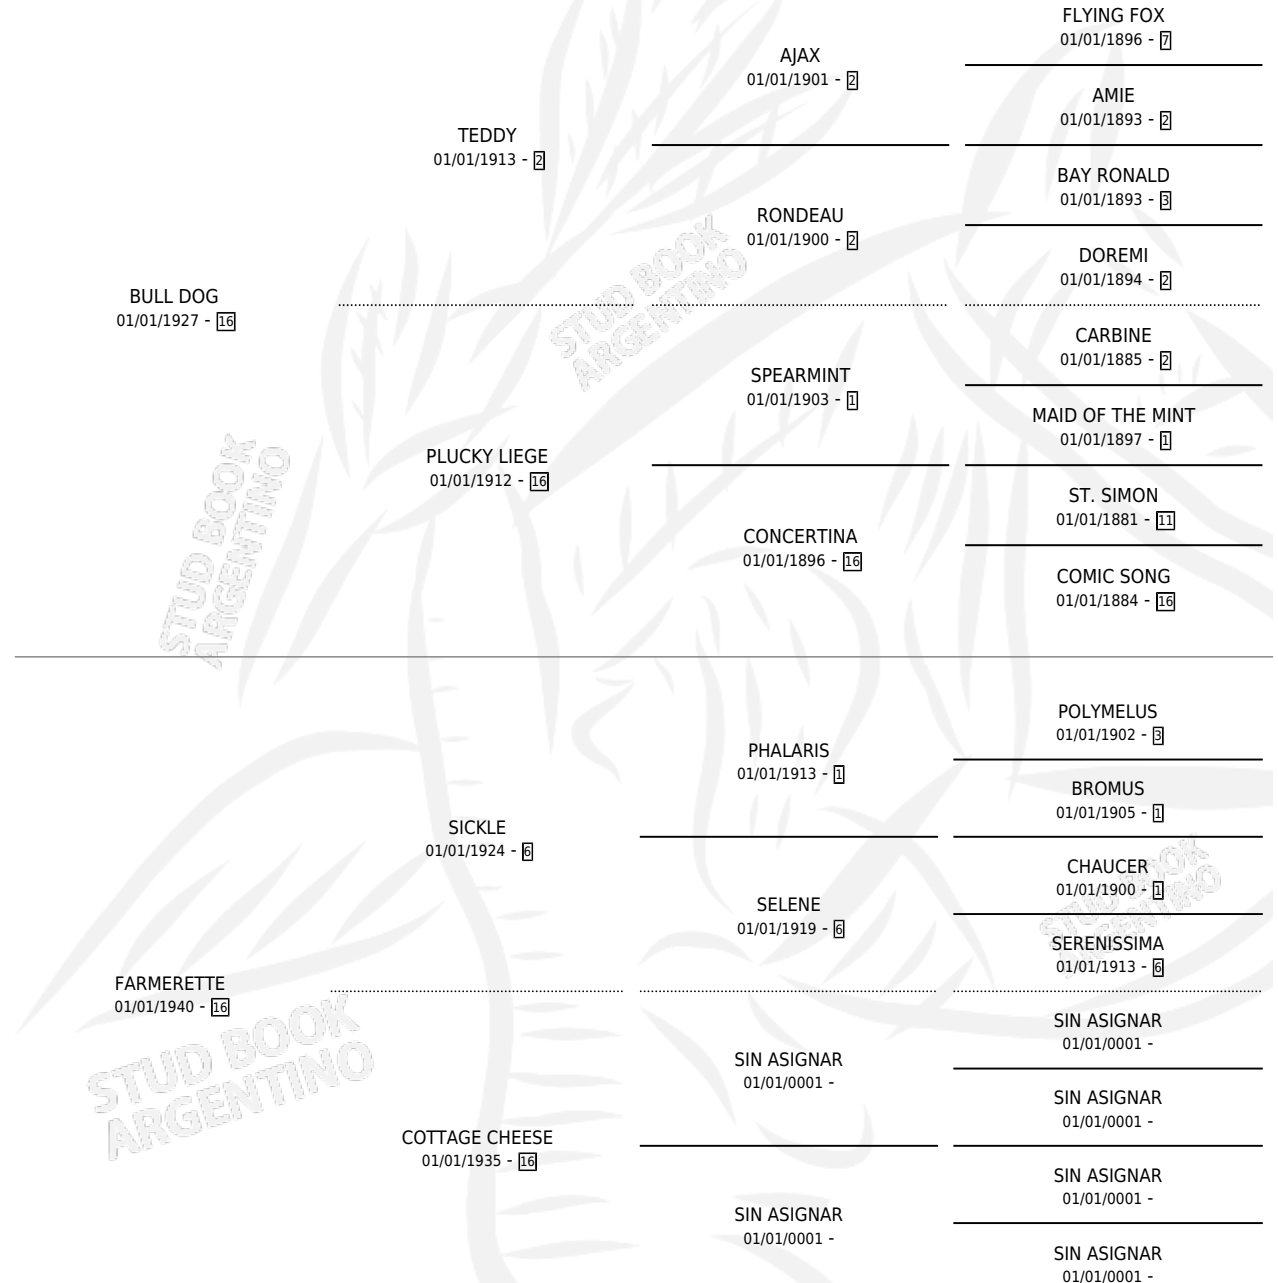 FLYING FOX
01/01/1896 - 7
AJAX
01/01/1901 - 2
AMIE
01/01/1893 - 2
TEDDY
01/01/1913 - 2
BAY RONALD
01/01/1893 - 3
RONDEAU
01/01/1900 - 2
DOREMI
01/01/1894 - 2
BULL DOG
01/01/1927 - 16
CARBINE
01/01/1885 - 2
SPEARMINT
01/01/1903 - 1
MAID OF THE MINT
01/01/1897 - 1
PLUCKY LIEGE
01/01/1912 - 16
ST. SIMON
01/01/1881 - 11
CONCERTINA
01/01/1896 - 16
COMIC SONG
01/01/1884 - 16
STUD BOOK
ARGENTINO
STUD BOOK
ARGENTINO
POLYMELUS
01/01/1902 - 3
PHALARIS
01/01/1913 - 1
BROMUS
01/01/1905 - 1
SICKLE
01/01/1924 - 6
CHAUCER
01/01/1900 - 1
SELENE
01/01/1919 - 6
SERENISSIMA
01/01/1913 - 6
FARMERETTE
01/01/1940 - 16
SIN ASIGNAR
01/01/0001 -
SIN ASIGNAR
01/01/0001 -
SIN ASIGNAR
01/01/0001 -
COTTAGE CHEESE
01/01/1935 - 16
SIN ASIGNAR
01/01/0001 -
SIN ASIGNAR
01/01/0001 -
SIN ASIGNAR
01/01/0001 -
STUD BOOK
ARGENTINO
STUD BOOK
ARGENTINO